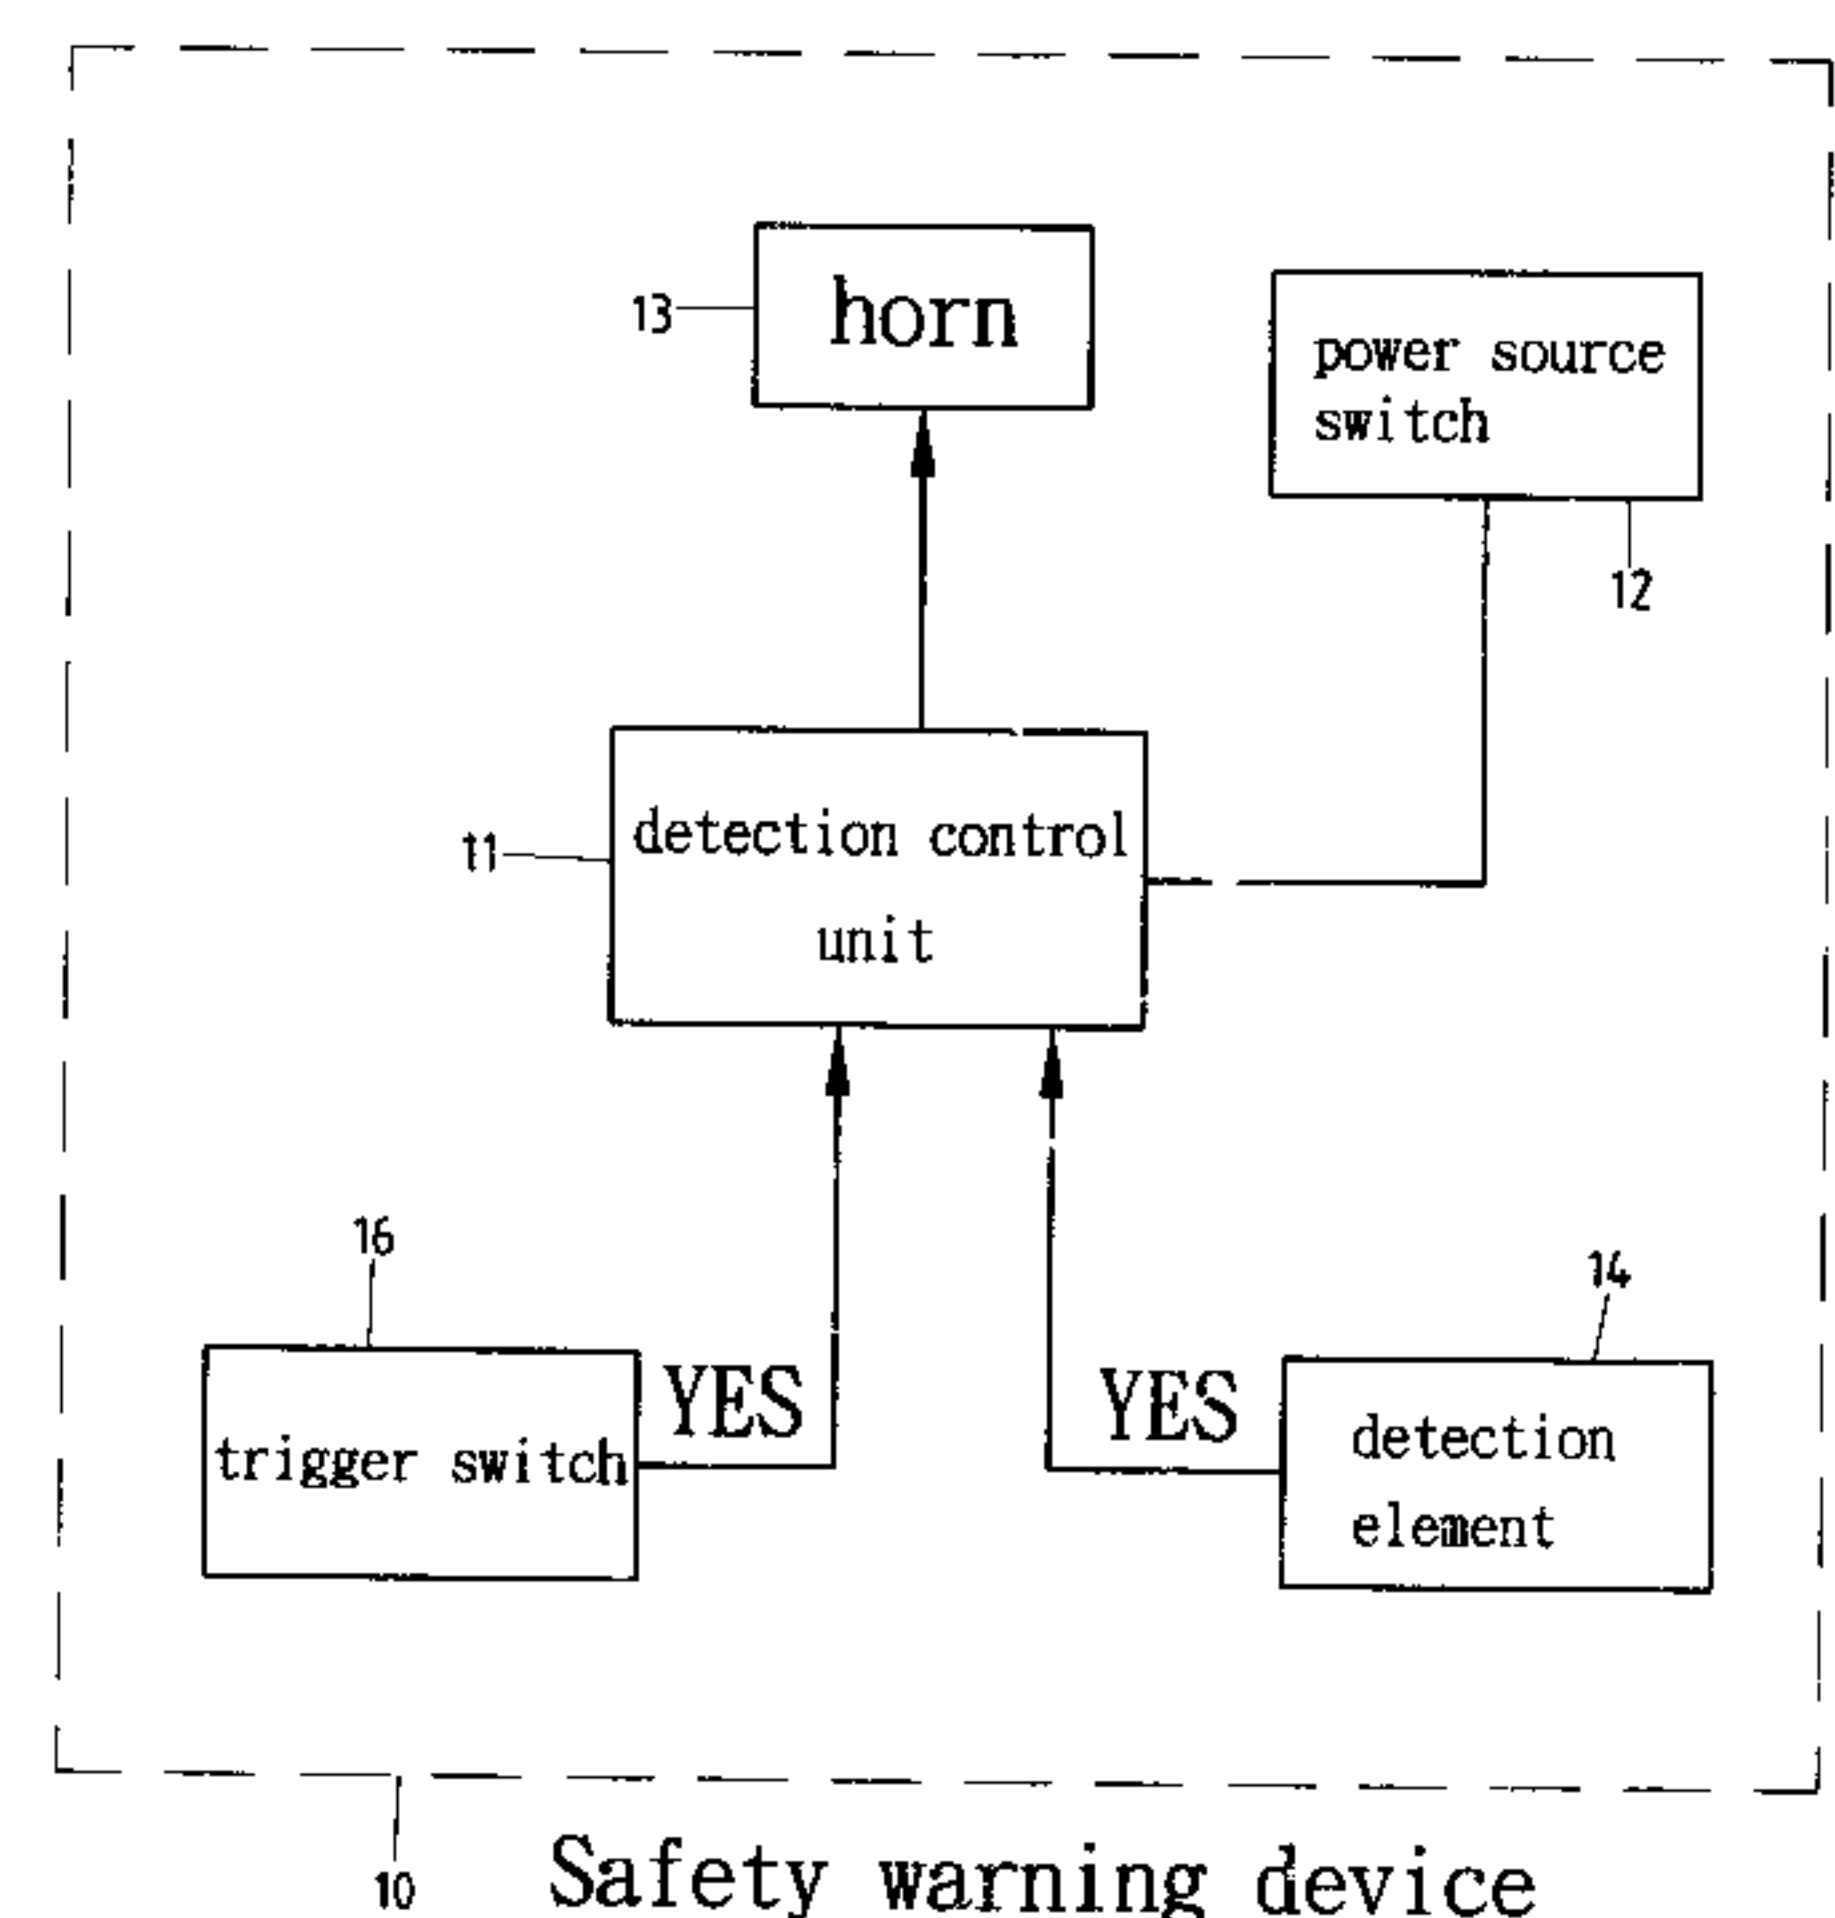 13
horn
power source
switch
12
11
detection control
unit
16
14
YES
YES
trigger switch
detection
element
10
Safety warning device